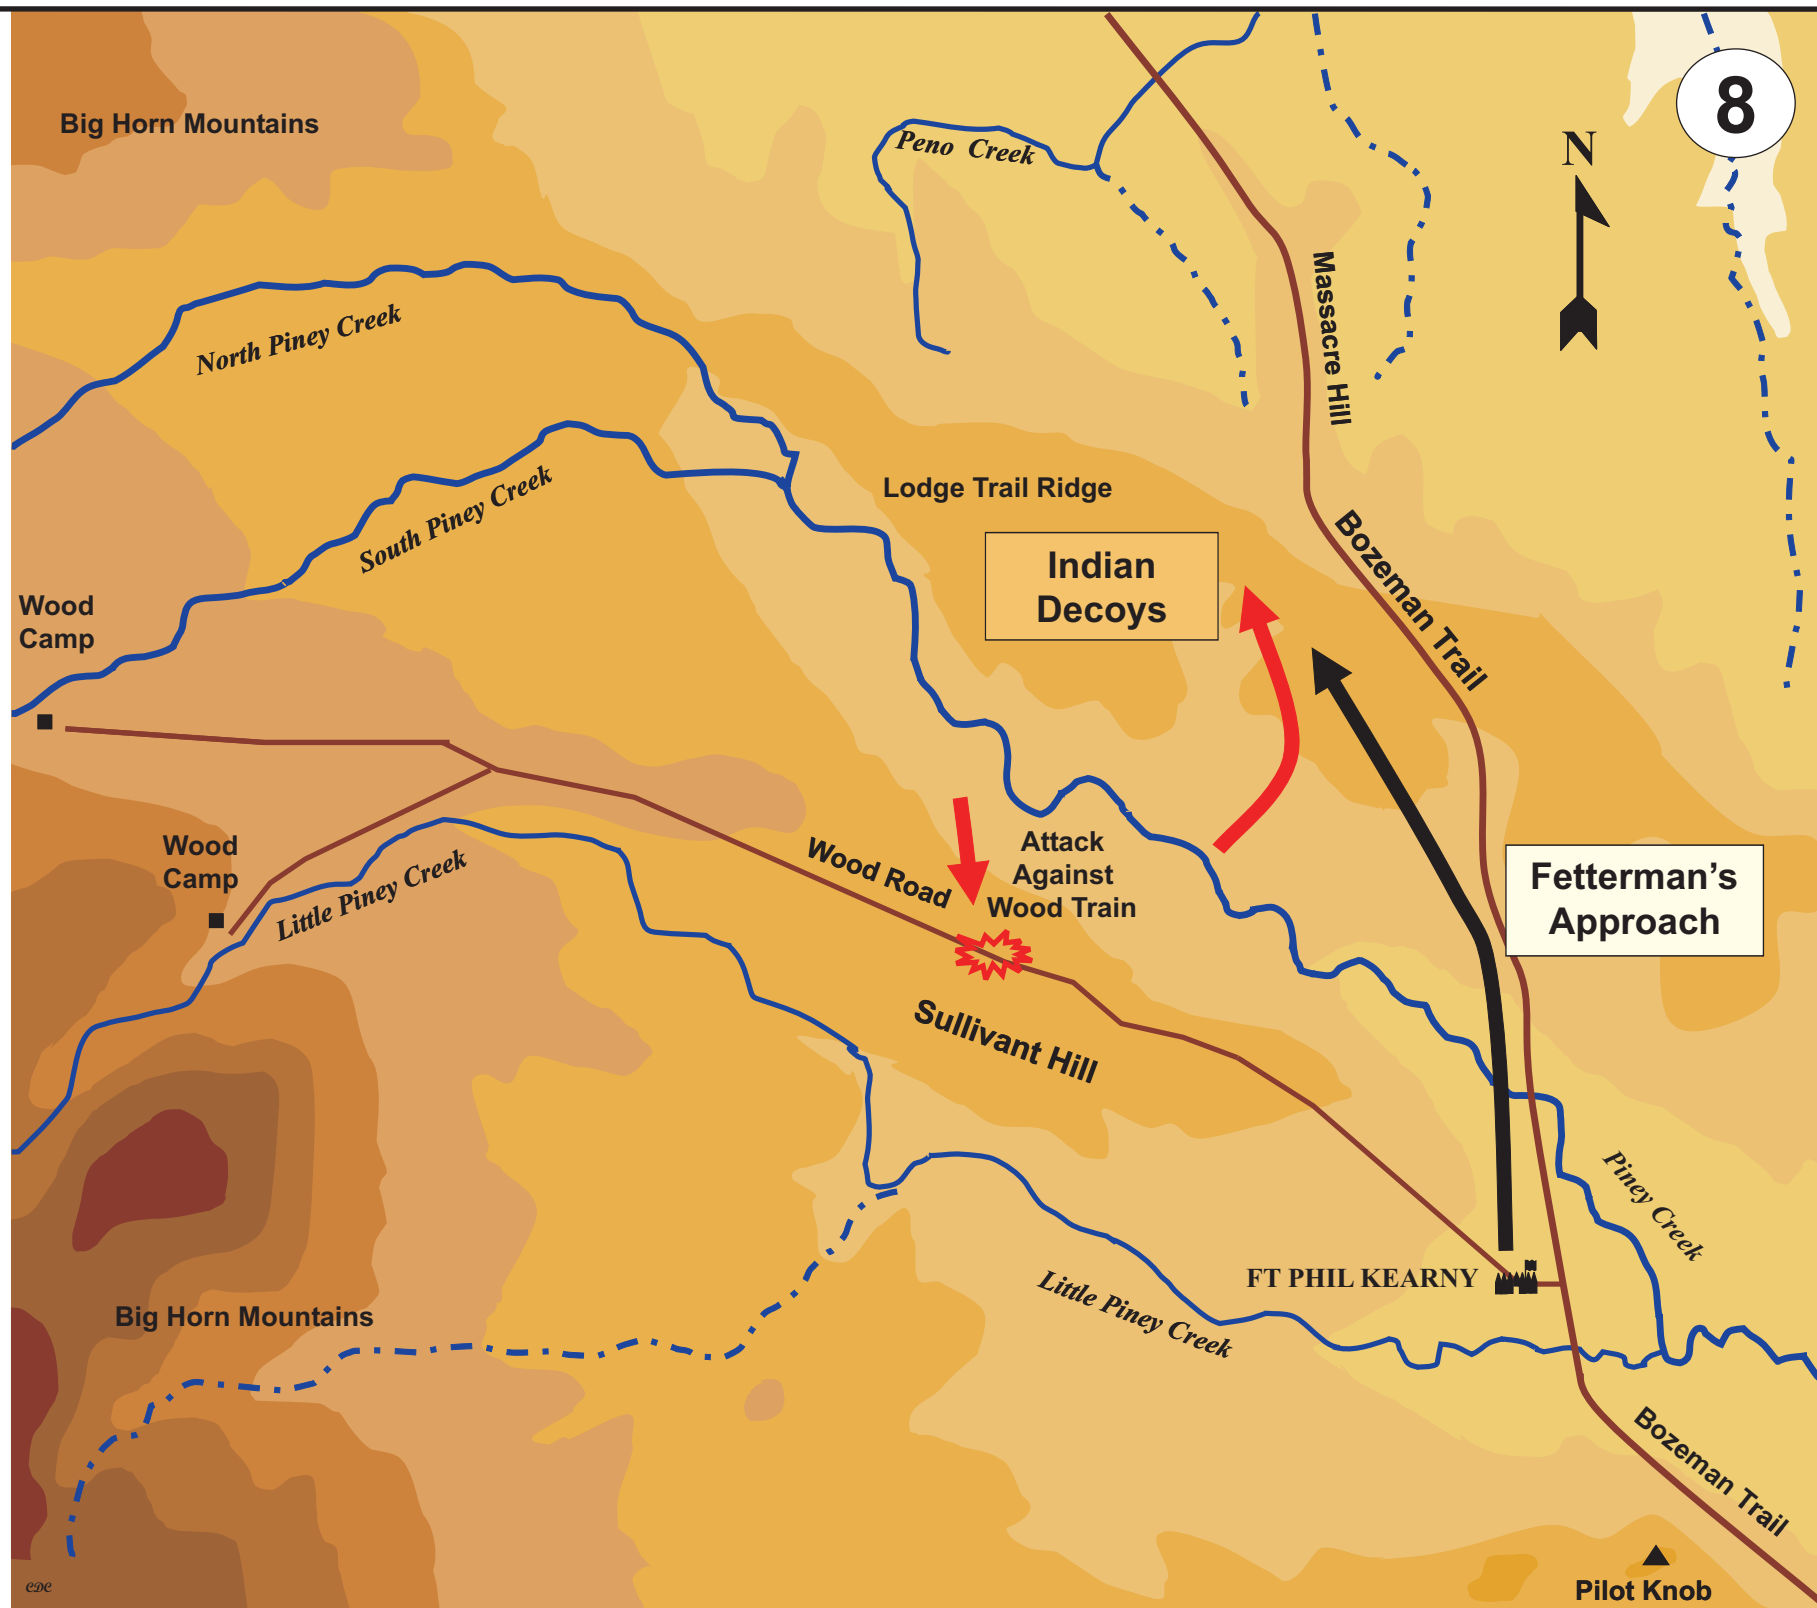 8
Big Horn Mountains
Peno Creek
N
North Piney Creek
Massacre Hill
South Piney Creek
Lodge Trail Ridge
Indian
Decoys
Bozeman Trail
Wood
Camp
Wood
Camp
Little Piney Creek
Wood Road
Attack
Against
Wood Train
Fetterman’s
Approach
Sullivant Hill
Piney Creek
FT PHIL KEARNY
Little Piney Creek
Big Horn Mountains
Bozeman Trail
Pilot Knob
CDC